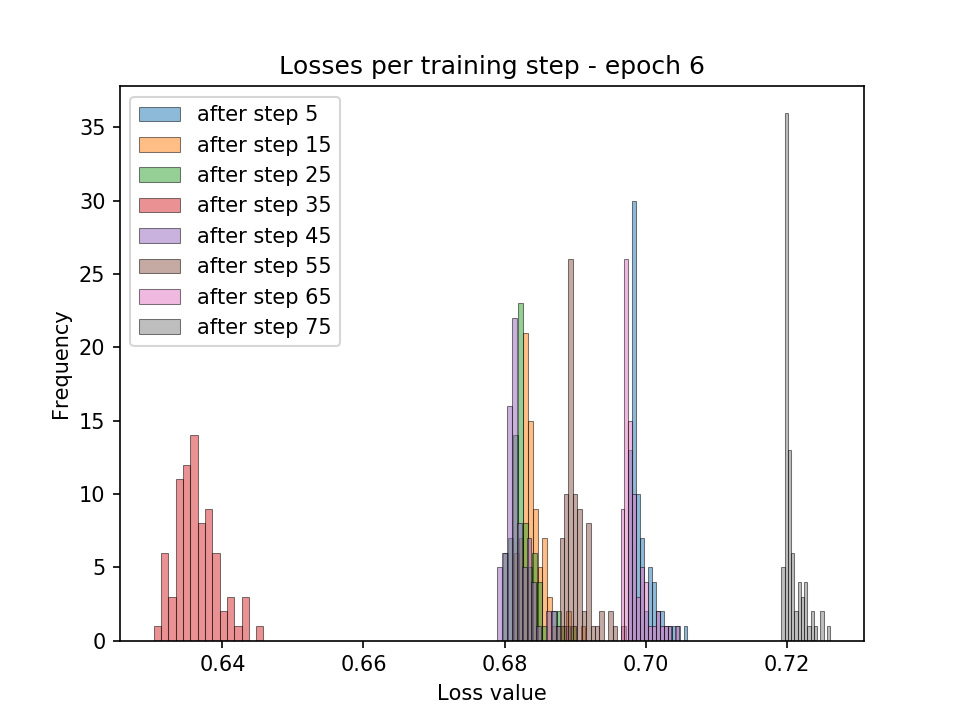 Losses per training step - epoch 6
after step 5
after step 15
after step 25
after step 35
after step 45
after step 55
after step 65
after step 75
Frequency
35
30
25
20
15
10
5
0
0.64 0.66 0.68 0.70 0.72
Loss value